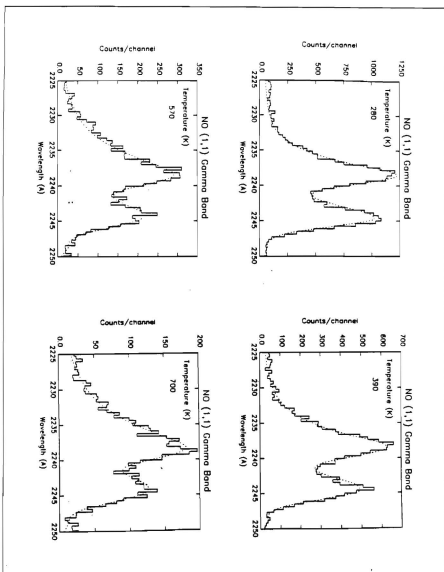 NO (1,1) Gamma Band
Temperature (K)
280
Counts/channel
1250
1000
750
500
250
0.0
2225 2230 2235 2240 2245 2250
Wavelength (A)
NO (1,1) Gamma Band
Temperature (K)
390
Counts/channel
700
600
500
400
300
200
100
0.0
2225 2230 2235 2240 2245 2250
Wavelength (A)
NO (1,1) Gamma Band
Temperature (K)
570
Counts/channel
350
300
250
200
150
100
50
0.0
2225 2230 2235 2240 2245 2250
Wavelength (A)
NO (1,1) Gamma Band
Temperature (K)
700
Counts/channel
200
150
100
50
0.0
2225 2230 2235 2240 2245 2250
Wavelength (A)